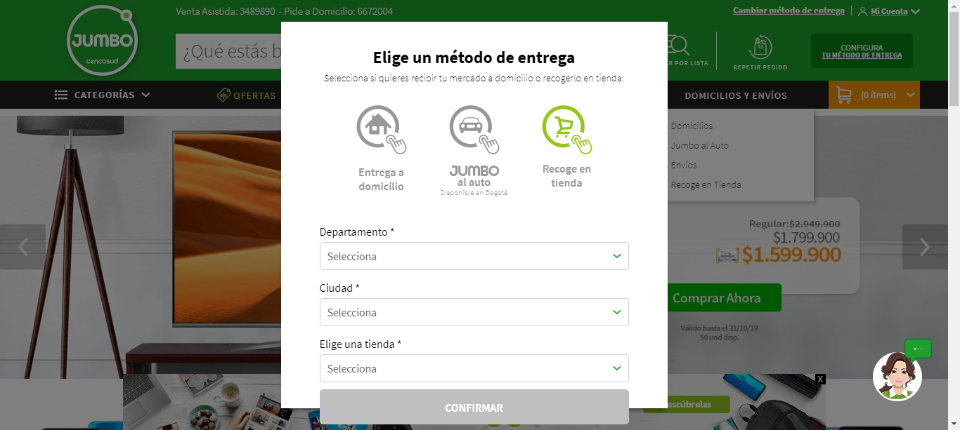 Venta Asistida: 3489890 - Pide a Domicilio: 6672004
Cambiar método de entrega
Mi Cuenta
JUMBO
cencosud
¿Qué estás b
R POR LISTA
REPETIR PEDIDO
CONFIGURA
TU MÉTODO DE ENTREGA
CATEGORÍAS
OFERTAS
DOMICILIOS Y ENVÍOS
(0 ítems)
Domicilios
Jumbo al Auto
Envíos
Recoge en Tienda
Elige un método de entrega
Selecciona si quieres recibir tu mercado a domicilio o recogerlo en tienda.
Entrega a
domicilio
JUMBO
al auto
Disponible en Bogotá
Recoge en
tienda
Departamento *
Selecciona
Ciudad *
Selecciona
Elige una tienda *
Selecciona
CONFIRMAR
Regular:$2.949.900
$1.799.900
$1.599.900
Comprar Ahora
Válido hasta el 31/10/19
50 und disp.
X
scúbrelas